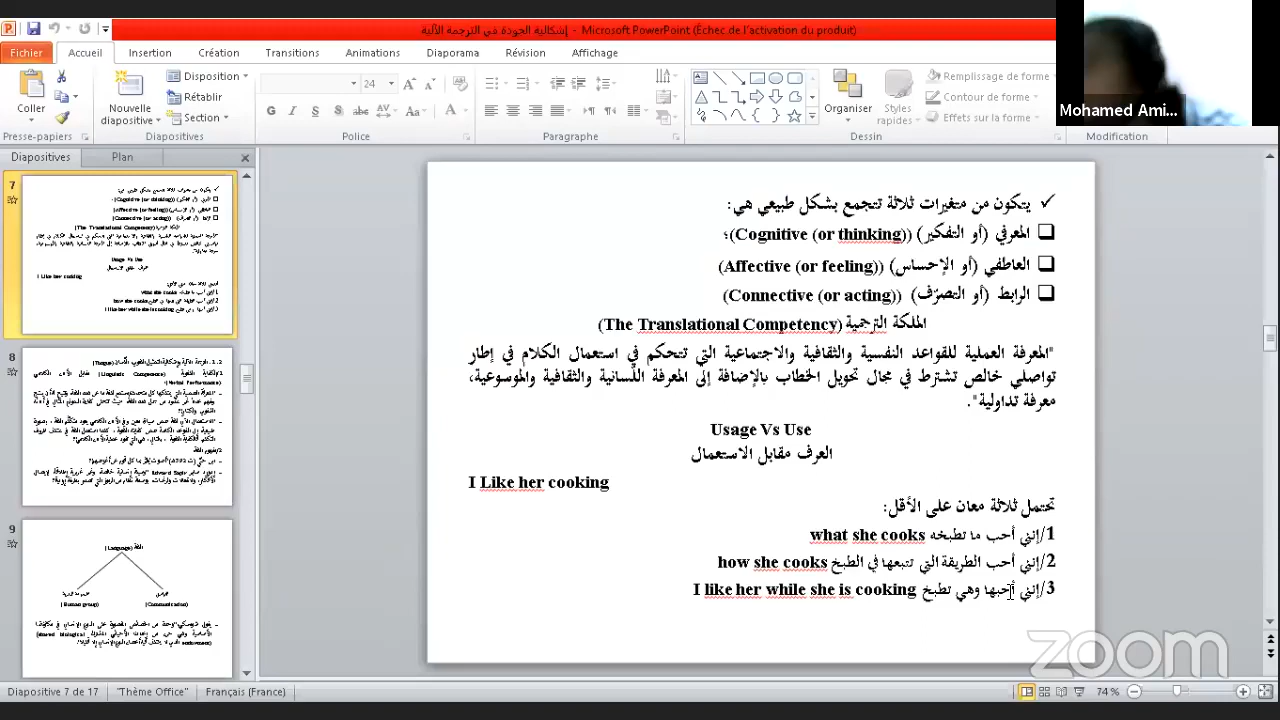 إشكالية الجودة في الترجمة الآلية - Microsoft PowerPoint (Échec de l'activation du produit)
Fichier Accueil Insertion Création Transitions Animations Diaporama Révision Affichage
Coller
Nouvelle diapositive
Disposition
Rétablir
Section
24
Organiser
Styles rapides
Remplissage de forme
Contour de forme
Effets sur la forme
Presse-papiers Diapositives Police Paragraphe Dessin Modification
Mohamed Ami...
Diapositives Plan
7
8
9
✓ يتكون من متغيرات ثلاثة تتجمع بشكل طبيعي هي:
❑ المعرفي (أو التفكير) (Cognitive (or thinking))؛
❑ العاطفي (أو الإحساس) (Affective (or feeling))
❑ الرابط (أو التصرّف) (Connective (or acting))
الملكة الترجمية (The Translational Competency)
"المعرفة العملية للقواعد النفسية والثقافية والاجتماعية التي تتحكم في استعمال الكلام في إطار
تواصلي خالص تشترط في مجال تحويل الخطاب بالإضافة إلى المعرفة اللّسانية والثقافية والموسوعية،
معرفة تداولية".
Usage Vs Use
العرف مقابل الاستعمال
I Like her cooking
تحتمل ثلاثة معان على الأقل:
1/إنني أحب ما تطبخه what she cooks
2/إنني أحب الطريقة التي تتبعها في الطبخ how she cooks
3/إنني أحبها وهي تطبخ I like her while she is cooking
zoom
Diapositive 7 de 17 "Thème Office" Français (France) 74 %